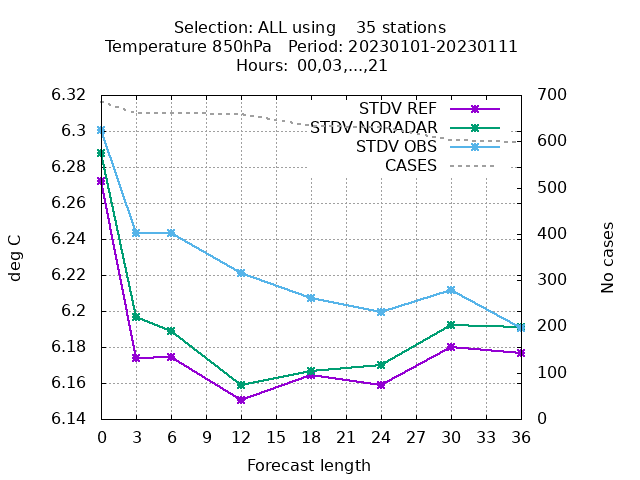 Selection: ALL using    35 stations
Temperature 850hPa   Period: 20230101-20230111
Hours: 00,03,...,21
STDV REF
STDV NORADAR
STDV OBS
CASES
6.32
6.3
6.28
6.26
6.24
6.22
6.2
6.18
6.16
6.14
deg C
700
600
500
400
300
200
100
0
No cases
0 3 6 9 12 15 18 21 24 27 30 33 36
Forecast length